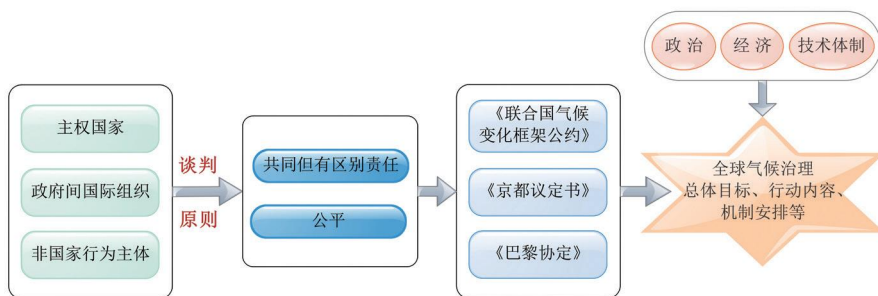 政 治
经 济
技术体制
主权国家
政府间国际组织
非国家行为主体
谈判
原则
共同但有区别责任
公平
《联合国气候
变化框架公约》
《京都议定书》
《巴黎协定》
全球气候治理
总体目标、行动内容、
机制安排等